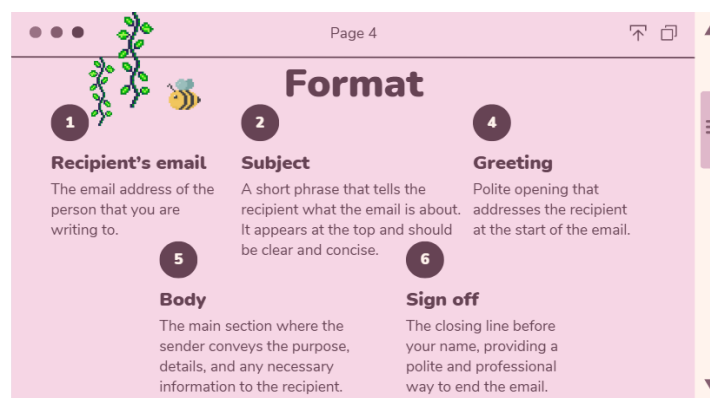 Page 4
Format
1
Recipient's email
The email address of the
person that you are
writing to.
2
Subject
A short phrase that tells the
recipient what the email is about.
It appears at the top and should
be clear and concise.
4
Greeting
Polite opening that
addresses the recipient
at the start of the email.
5
Body
The main section where the
sender conveys the purpose,
details, and any necessary
information to the recipient.
6
Sign off
The closing line before
your name, providing a
polite and professional
way to end the email.